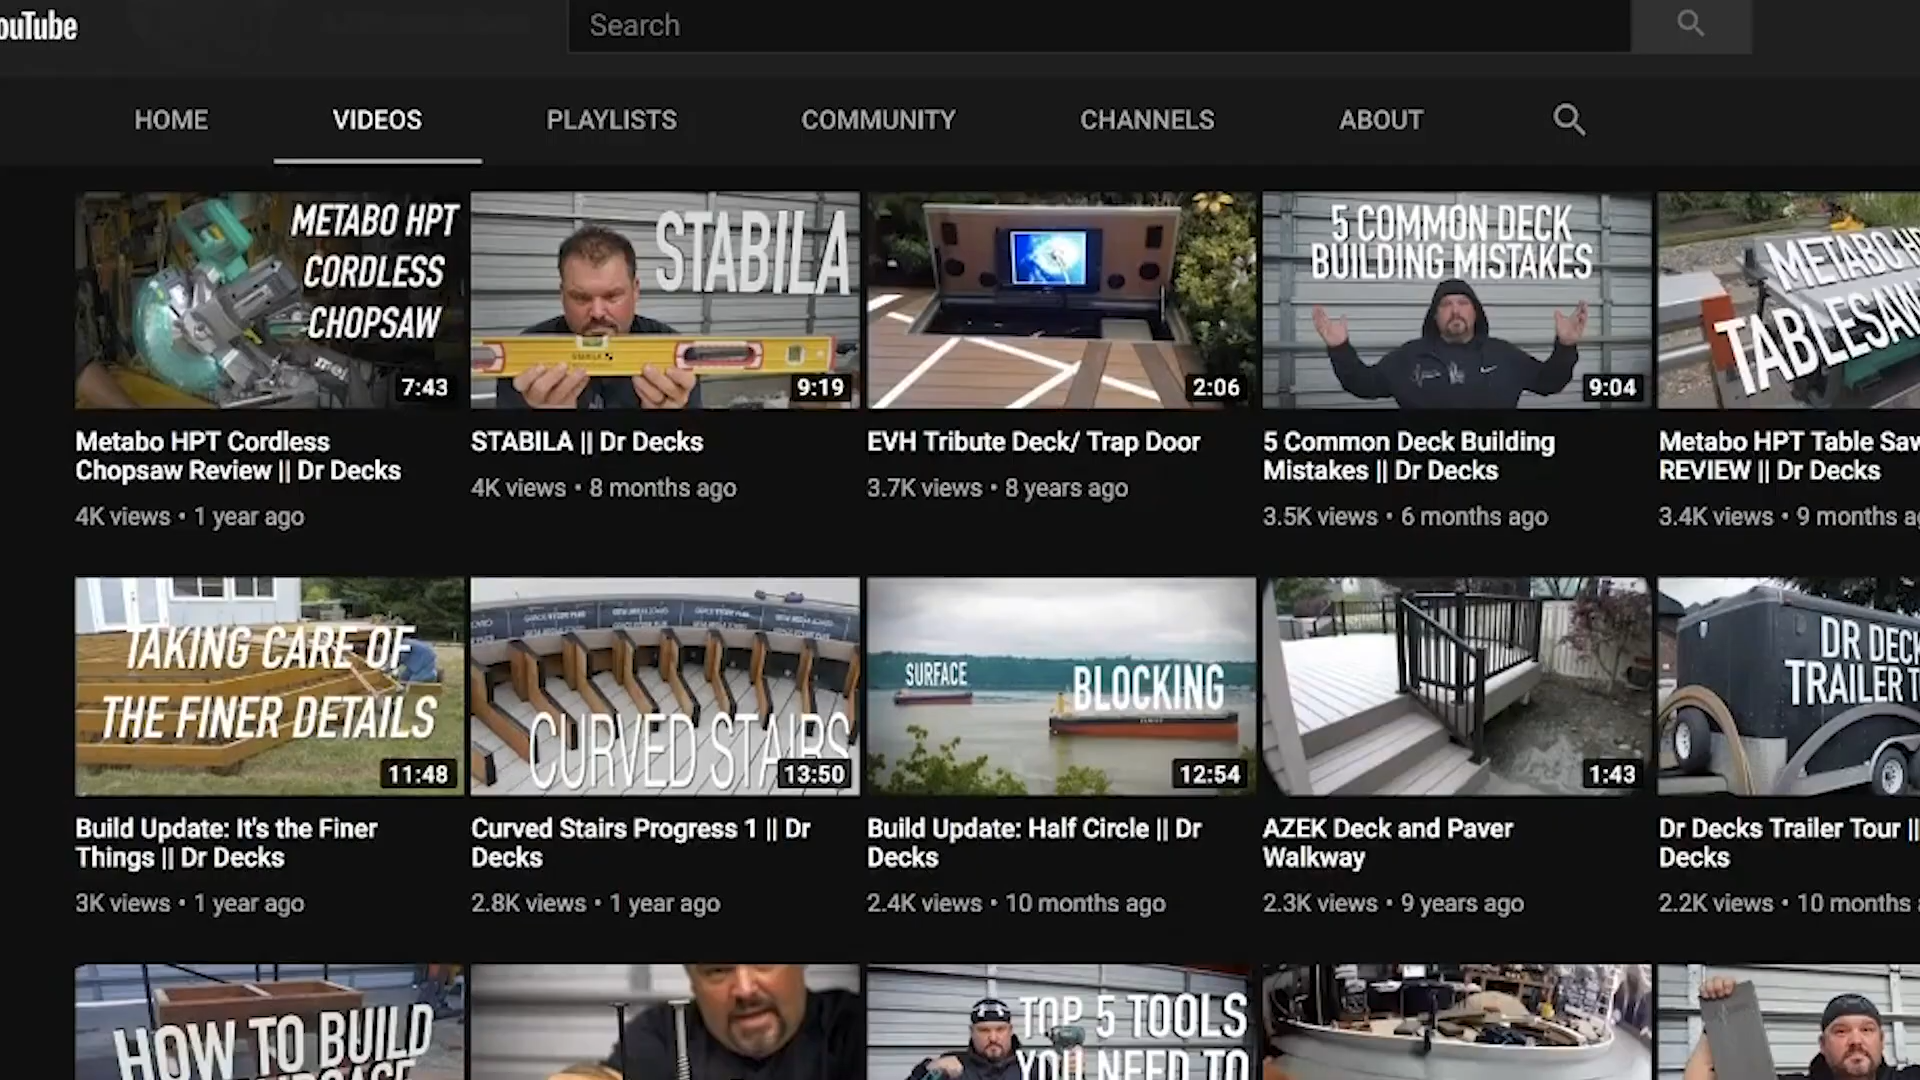 ouTube
Search
HOME
VIDEOS
PLAYLISTS
COMMUNITY
CHANNELS
ABOUT
METABO HPT
CORDLESS
CHOPSAW
7:43
STABILA
STABILA
9:19
2:06
5 COMMON DECK
BUILDING MISTAKES
9:04
METABO HP
TABLESAW
Metabo HPT Cordless
Chopsaw Review || Dr Decks
4K views • 1 year ago
STABILA || Dr Decks
4K views • 8 months ago
EVH Tribute Deck/ Trap Door
3.7K views • 8 years ago
5 Common Deck Building
Mistakes || Dr Decks
3.5K views • 6 months ago
Metabo HPT Table Saw
REVIEW || Dr Decks
3.4K views • 9 months ag
TAKING CARE OF
THE FINER DETAILS
11:48
CURVED STAIRS
13:50
SURFACE
BLOCKING
12:54
1:43
DR DECK
TRAILER T
Build Update: It's the Finer
Things || Dr Decks
3K views • 1 year ago
Curved Stairs Progress 1 || Dr
Decks
2.8K views • 1 year ago
Build Update: Half Circle || Dr
Decks
2.4K views • 10 months ago
AZEK Deck and Paver
Walkway
2.3K views • 9 years ago
Dr Decks Trailer Tour ||
Decks
2.2K views • 10 months
HOW TO BUILD
TOP 5 TOOLS
YOU NEED TO